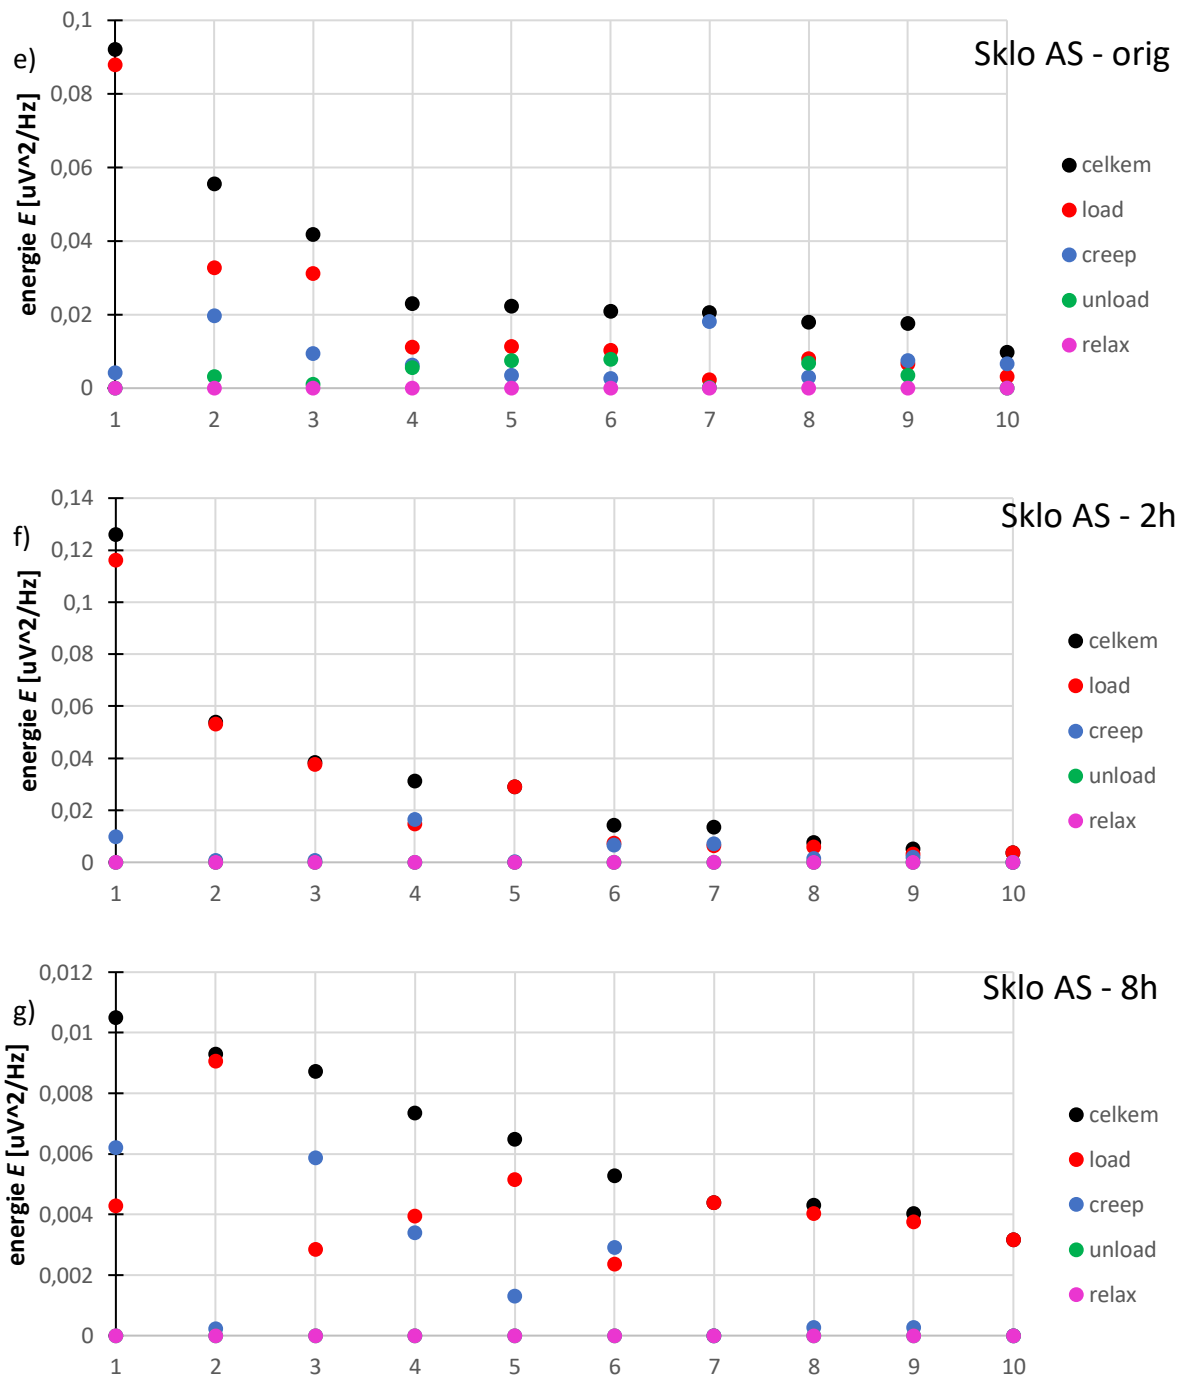 e)
Sklo AS - orig
energie E [uV^2/Hz]
0,1
0,08
0,06
0,04
0,02
0
1 2 3 4 5 6 7 8 9 10
celkem
load
creep
unload
relax
f)
Sklo AS - 2h
energie E [uV^2/Hz]
0,14
0,12
0,1
0,08
0,06
0,04
0,02
0
1 2 3 4 5 6 7 8 9 10
celkem
load
creep
unload
relax
g)
Sklo AS - 8h
energie E [uV^2/Hz]
0,012
0,01
0,008
0,006
0,004
0,002
0
1 2 3 4 5 6 7 8 9 10
celkem
load
creep
unload
relax